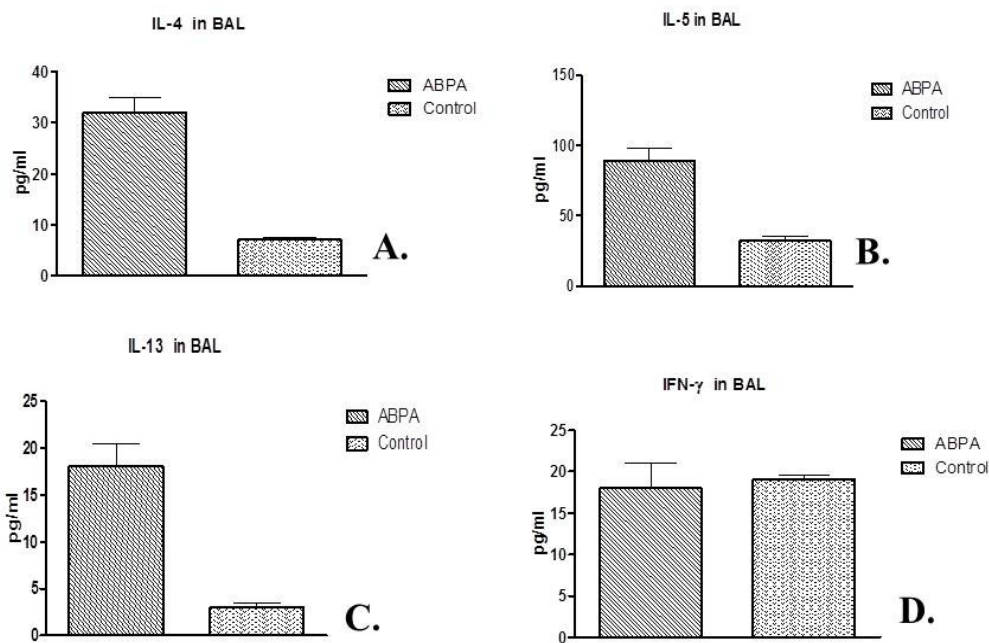 IL-4 in BAL
40
30
20
10
0
pg/ml
ABPA
Control
A.
IL-5 in BAL
150
100
50
0
pg/ml
ABPA
Control
B.
IL-13 in BAL
25
20
15
10
5
0
pg/ml
ABPA
Control
C.
IFN-γ in BAL
25
20
15
10
5
0
pg/ml
ABPA
Control
D.